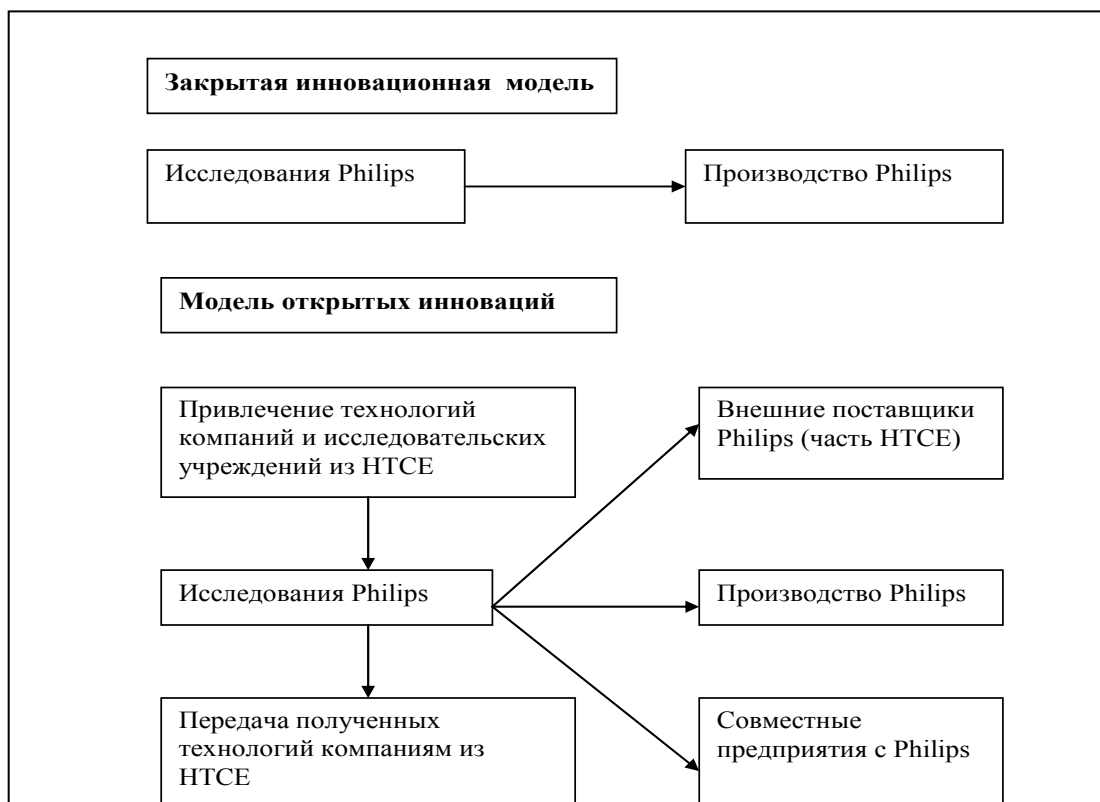 Закрытая инновационная модель
Исследования Philips
Производство Philips
Модель открытых инноваций
Привлечение технологий
компаний и исследовательских
учреждений из HTCE
Внешние поставщики
Philips (часть HTCE)
Исследования Philips
Производство Philips
Передача полученных
технологий компаниям из
HTCE
Совместные
предприятия с Philips